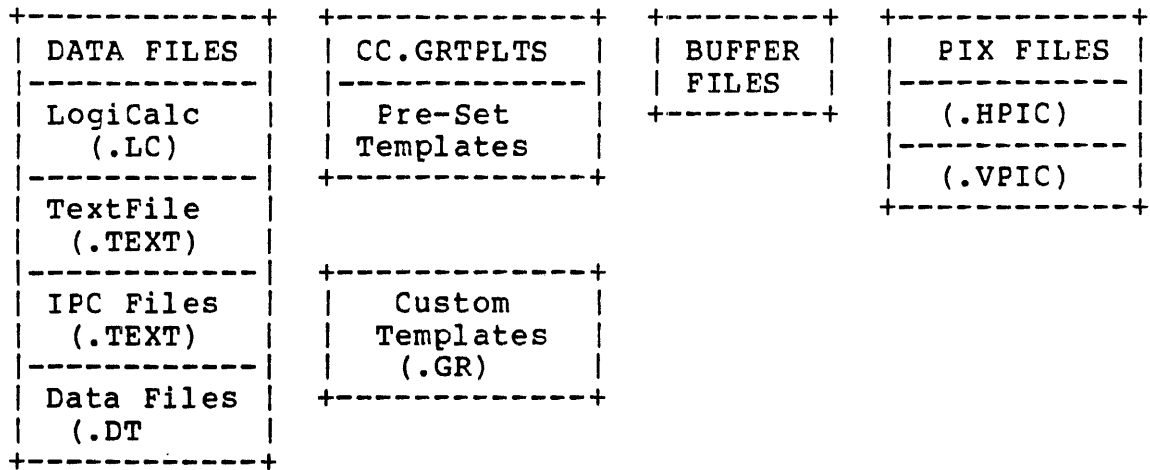 DATA FILES
LogiCalc
(.LC)
TextFile
(.TEXT)
IPC Files
(.TEXT)
Data Files
(.DT
CC.GRTPLTS
Pre-Set
Templates
Custom
Templates
(.GR)
BUFFER
FILES
PIX FILES
(.HPIC)
(.VPIC)